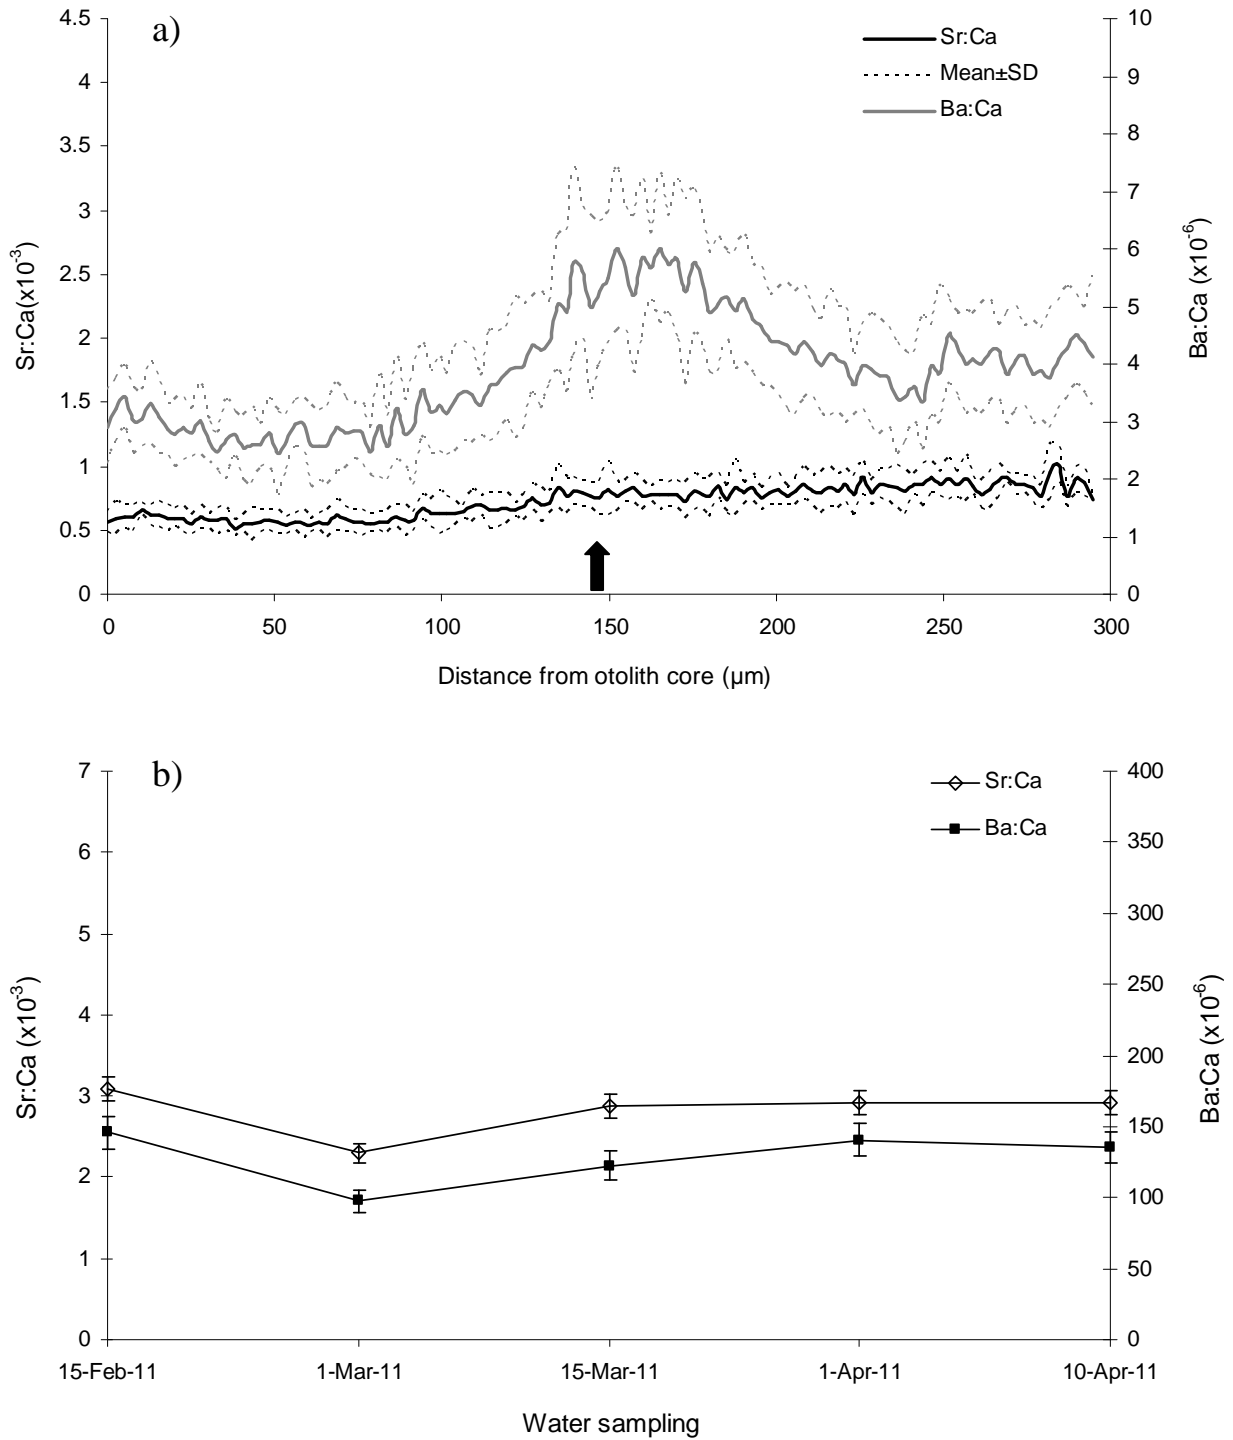 a)
Sr:Ca
Mean±SD
Ba:Ca
4.5
4
3.5
3
2.5
2
1.5
1
0.5
0
Sr:Ca(x10⁻³)
10
9
8
7
6
5
4
3
2
1
0
Ba:Ca (x10⁻⁶)
0 50 100 150 200 250 300
Distance from otolith core (µm)
b)
Sr:Ca
Ba:Ca
7
6
5
4
3
2
1
0
Sr:Ca (x10⁻³)
400
350
300
250
200
150
100
50
0
Ba:Ca (x10⁻⁶)
15-Feb-11 1-Mar-11 15-Mar-11 1-Apr-11 10-Apr-11
Water sampling